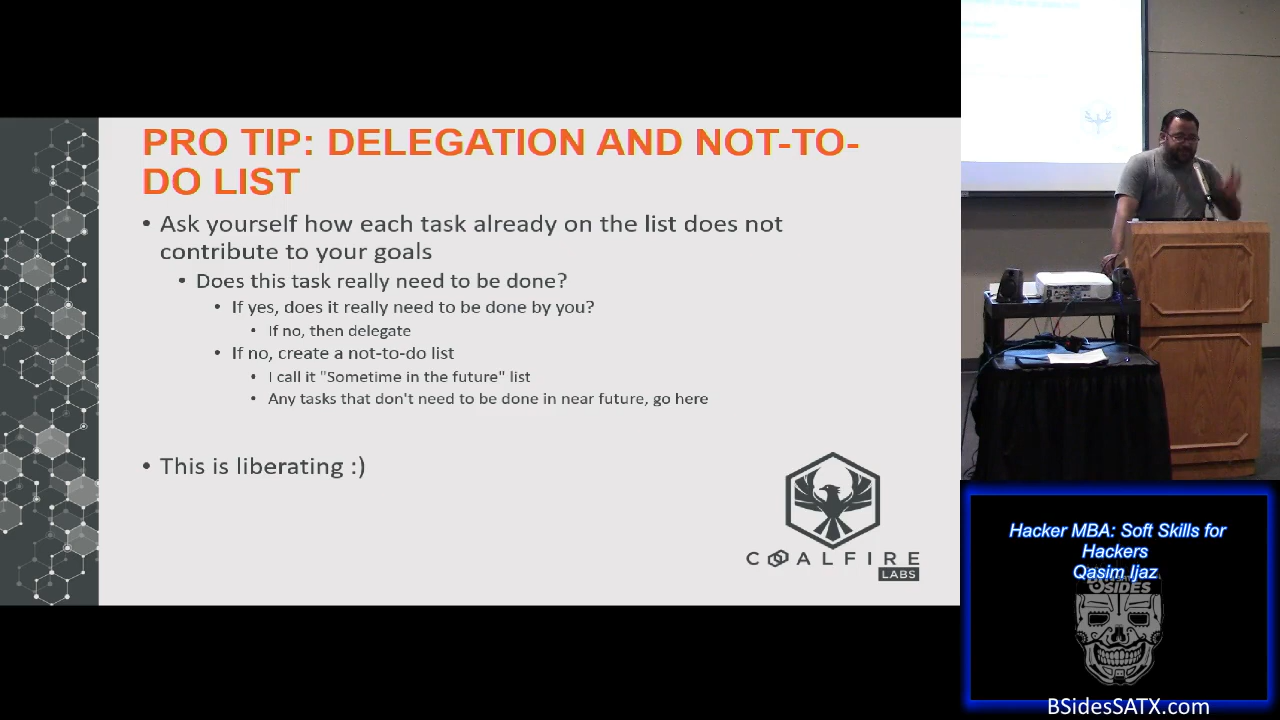 PRO TIP: DELEGATION AND NOT-TO-
DO LIST
• Ask yourself how each task already on the list does not
contribute to your goals
• Does this task really need to be done?
• If yes, does it really need to be done by you?
• If no, then delegate
• If no, create a not-to-do list
• I call it "Sometime in the future" list
• Any tasks that don't need to be done in near future, go here
• This is liberating :)
COALFIRE
LABS
Hacker MBA: Soft Skills for
Hackers
Qasim Ijaz
BSIDES
BSidesSATX.com